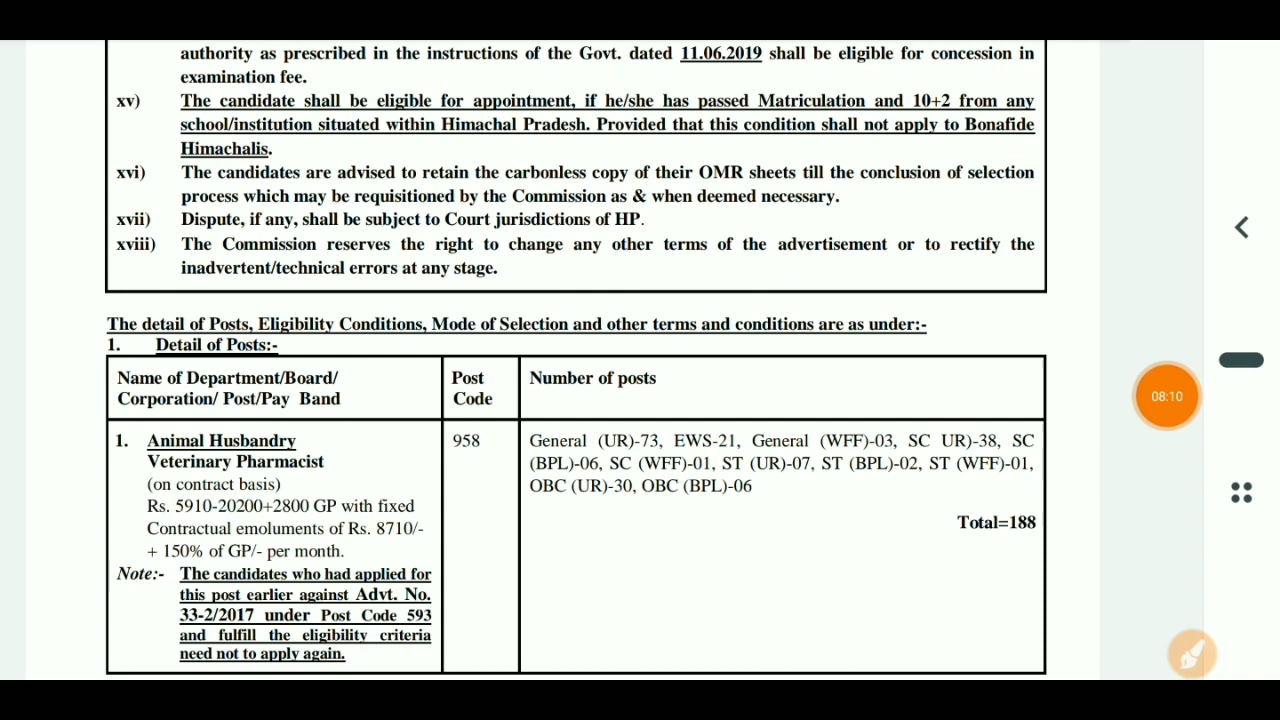 authority as prescribed in the instructions of the Govt. dated 11.06.2019 shall be eligible for concession in
examination fee.
xv) The candidate shall be eligible for appointment, if he/she has passed Matriculation and 10+2 from any
school/institution situated within Himachal Pradesh. Provided that this condition shall not apply to Bonafide
Himachalis.
xvi) The candidates are advised to retain the carbonless copy of their OMR sheets till the conclusion of selection
process which may be requisitioned by the Commission as & when deemed necessary.
xvii) Dispute, if any, shall be subject to Court jurisdictions of HP.
xviii) The Commission reserves the right to change any other terms of the advertisement or to rectify the
inadvertent/technical errors at any stage.
The detail of Posts, Eligibility Conditions, Mode of Selection and other terms and conditions are as under:-
1. Detail of Posts:-
Name of Department/Board/
Corporation/ Post/Pay Band
Post
Code
Number of posts
1. Animal Husbandry
Veterinary Pharmacist
(on contract basis)
Rs. 5910-20200+2800 GP with fixed
Contractual emoluments of Rs. 8710/-
+ 150% of GP/- per month.
Note:- The candidates who had applied for
this post earlier against Advt. No.
33-2/2017 under Post Code 593
and fulfill the eligibility criteria
need not to apply again.
958
General (UR)-73, EWS-21, General (WFF)-03, SC UR)-38, SC
(BPL)-06, SC (WFF)-01, ST (UR)-07, ST (BPL)-02, ST (WFF)-01,
OBC (UR)-30, OBC (BPL)-06
Total=188
08:10